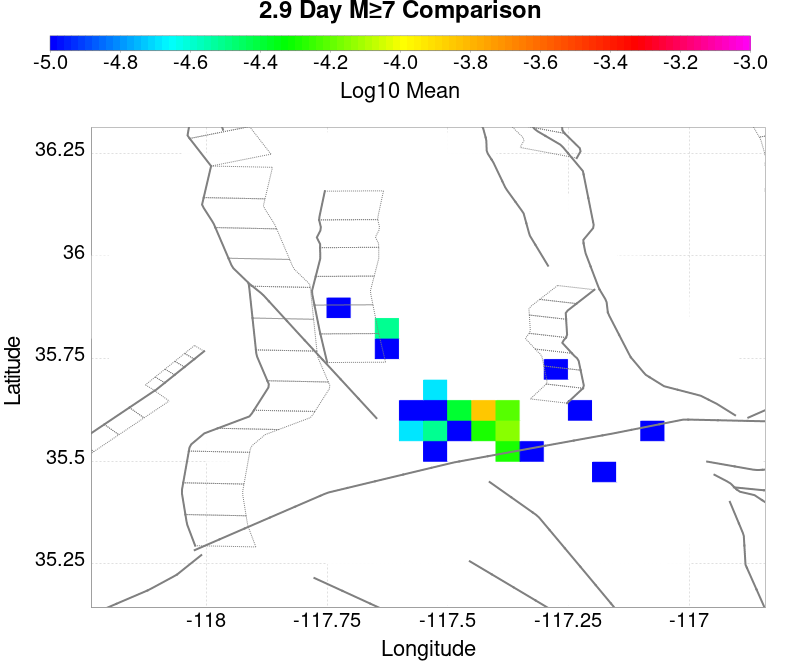 2.9 Day M≥7 Comparison
-5.0 -4.8 -4.6 -4.4 -4.2 -4.0 -3.8 -3.6 -3.4 -3.2 -3.0
Log10 Mean
36.25
36
35.75
35.5
35.25
Latitude
-118 -117.75 -117.5 -117.25 -117
Longitude